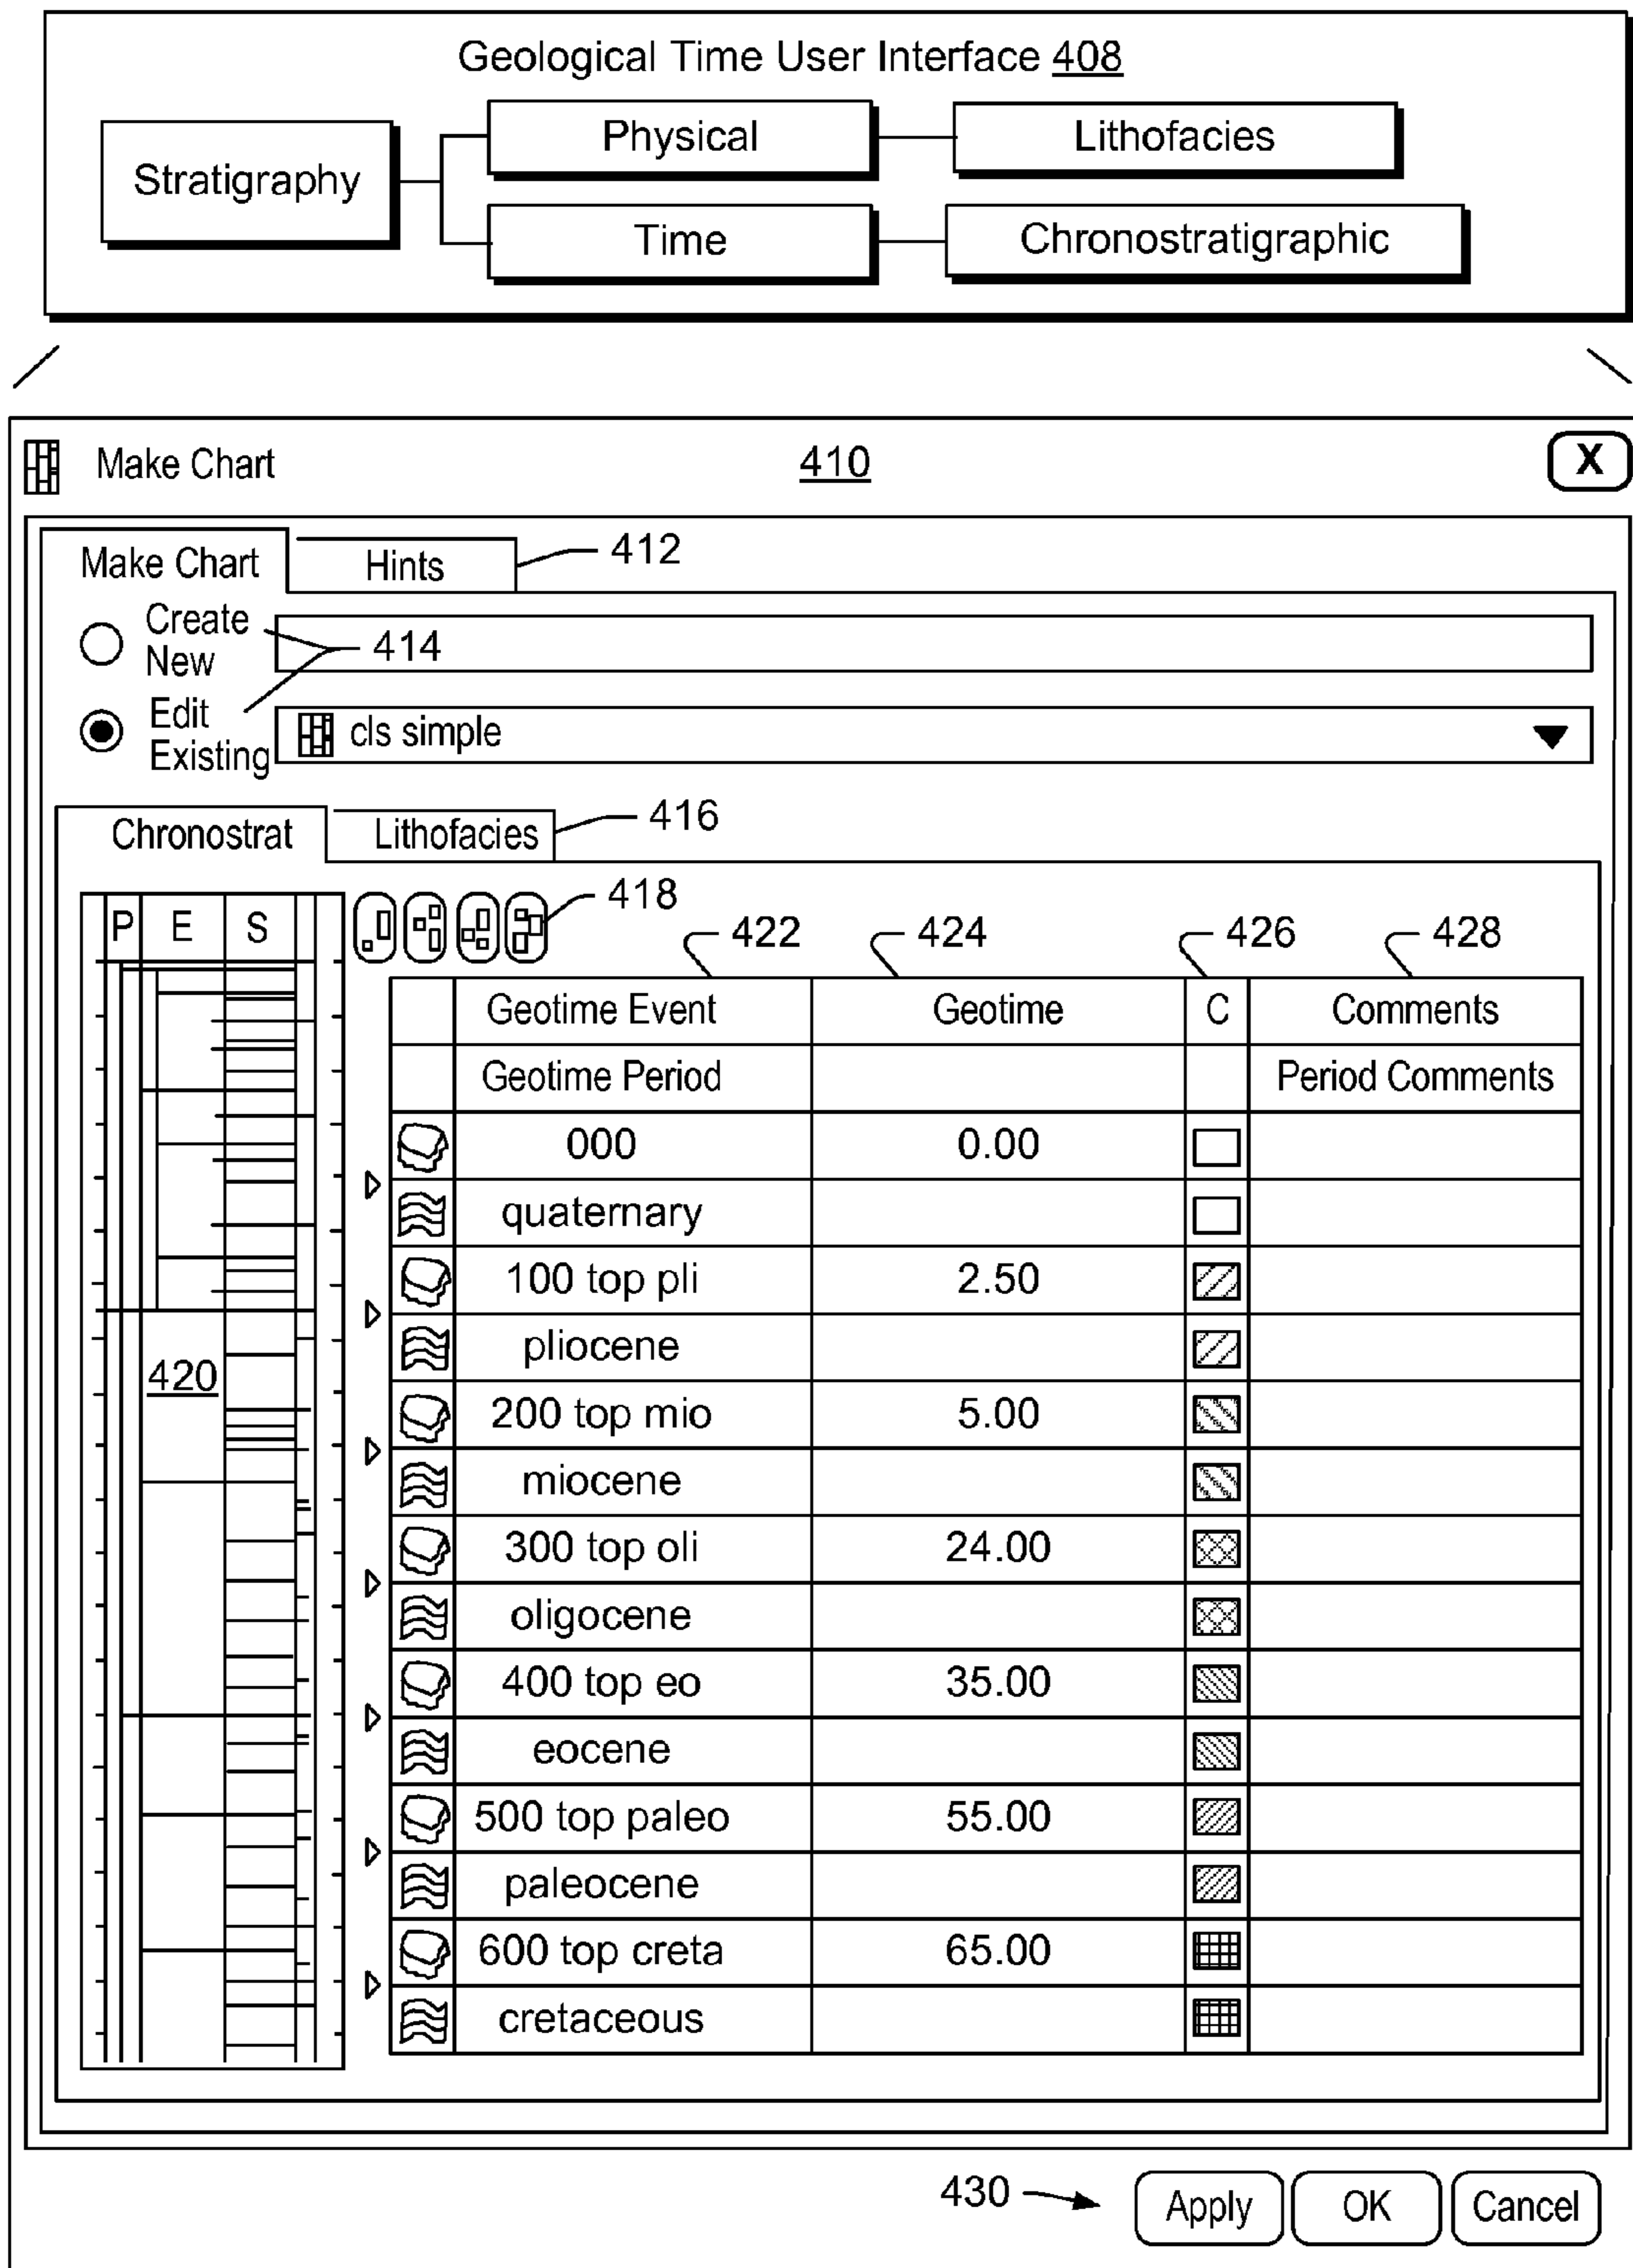 Geological Time User Interface 408
Physical
Lithofacies
Stratigraphy
Time
Chronostratigraphic
Make Chart
410
X
Make Chart
Hints
412
Create
New
414
Edit
Existing
cls simple
Chronostrat
Lithofacies
416
P E S
418
422
424
426
428
Geotime Event Geotime C Comments
Geotime Period Period Comments
000 0.00
quaternary
100 top pli 2.50
pliocene
420
200 top mio 5.00
miocene
300 top oli 24.00
oligocene
400 top eo 35.00
eocene
500 top paleo 55.00
paleocene
600 top creta 65.00
cretaceous
430
Apply
OK
Cancel